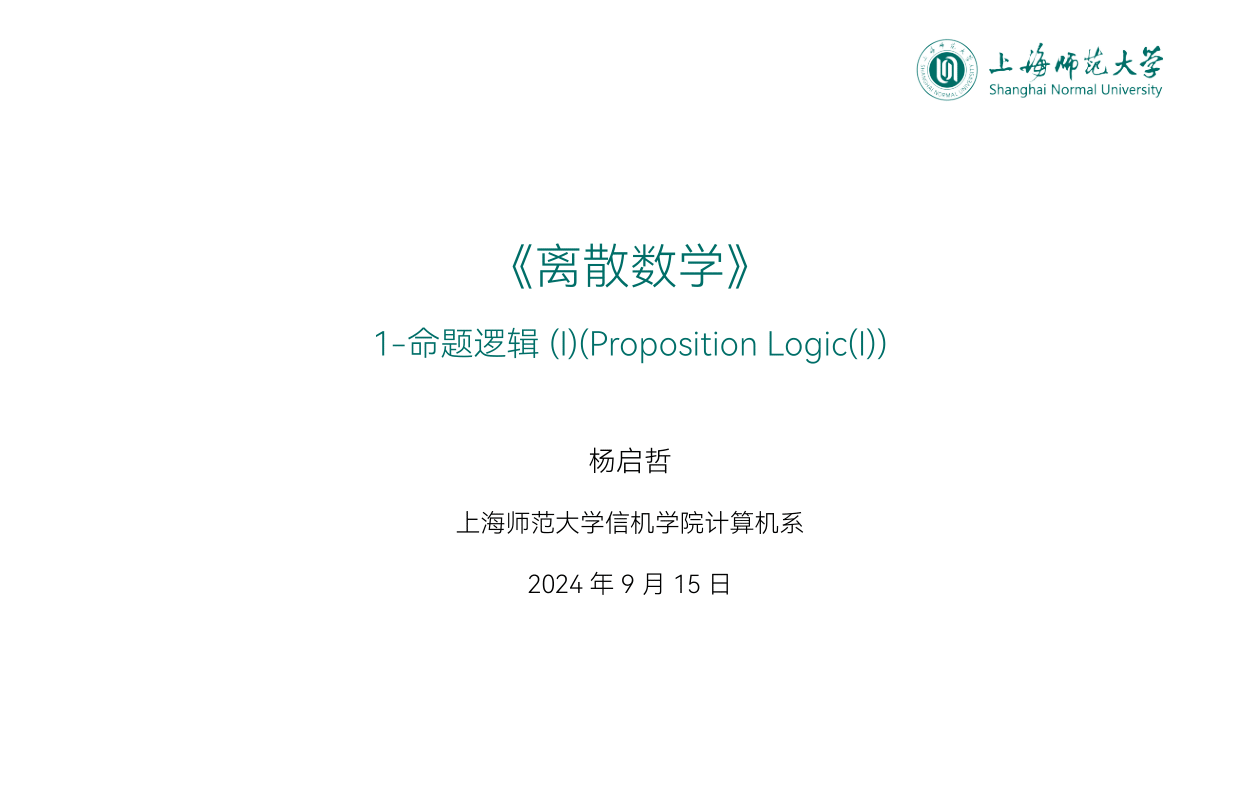 上海师范大学
Shanghai Normal University
《离散数学》
1-命题逻辑 (I)(Proposition Logic(I))
杨启哲
上海师范大学信机学院计算机系
2024 年 9 月 15 日